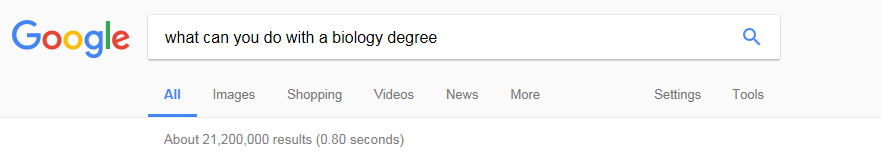 Google what can you do with a biology degree
All Images Shopping Videos News More Settings Tools
About 21,200,000 results (0.80 seconds)